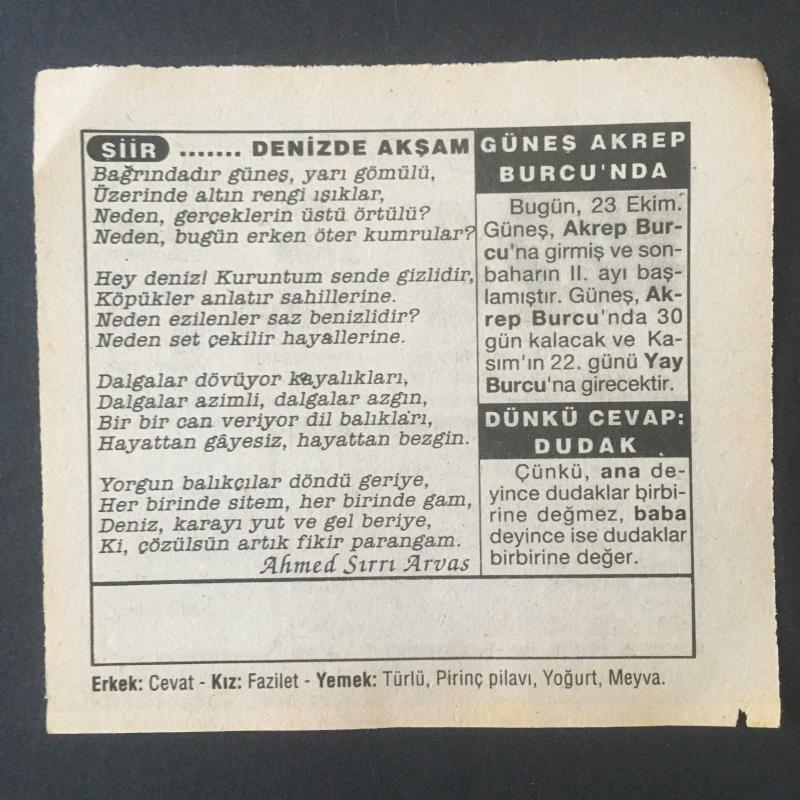 ŞİİR ....... DENİZDE AKŞAM
Bağrındadır güneş, yarı gömülü,
Üzerinde altın rengi ışıklar,
Neden, gerçeklerin üstü örtülü?
Neden, bugün erken öter kumrular?
Hey deniz! Kuruntum sende gizlidir,
Köpükler anlatır sahillerine.
Neden ezilenler saz benizlidir?
Neden set çekilir hayallerine.
Dalgalar dövüyor kayalıkları,
Dalgalar azimli, dalgalar azgın,
Bir bir can veriyor dil balıkları,
Hayattan gâyesiz, hayattan bezgin.
Yorgun balıkçılar döndü geriye,
Her birinde sitem, her birinde gam,
Deniz, karayı yut ve gel beriye,
Ki, çözülsün artık fikir parangam.
Ahmed Sırrı Arvas
GÜNEŞ AKREP
BURCU'NDA
Bugün, 23 Ekim.
Güneş, Akrep Bur-
cu'na girmiş ve son-
baharın II. ayı baş-
lamıştır. Güneş, Ak-
rep Burcu'nda 30
gün kalacak ve Ka-
sım'ın 22. günü Yay
Burcu'na girecektir.
DÜNKÜ CEVAP:
DUDAK
Çünkü, ana de-
yince dudaklar birbi-
rine değmez, baba
deyince ise dudaklar
birbirine değer.
Erkek: Cevat - Kız: Fazilet - Yemek: Türlü, Pirinç pilavı, Yoğurt, Meyva.